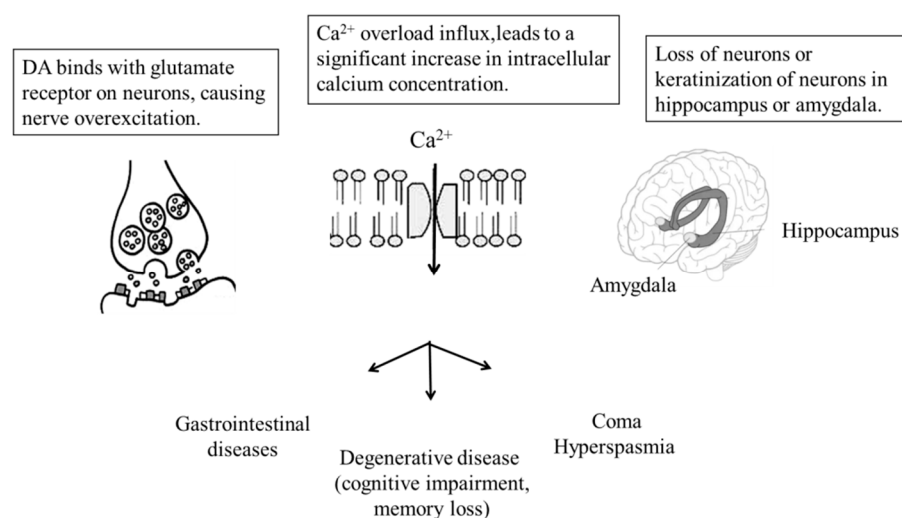 DA binds with glutamate
receptor on neurons, causing
nerve overexcitation.
Ca²⁺ overload influx,leads to a
significant increase in intracellular
calcium concentration.
Loss of neurons or
keratinization of neurons in
hippocampus or amygdala.
Ca²⁺
Hippocampus
Amygdala
Gastrointestinal
diseases
Degenerative disease
(cognitive impairment,
memory loss)
Coma
Hyperspasmia